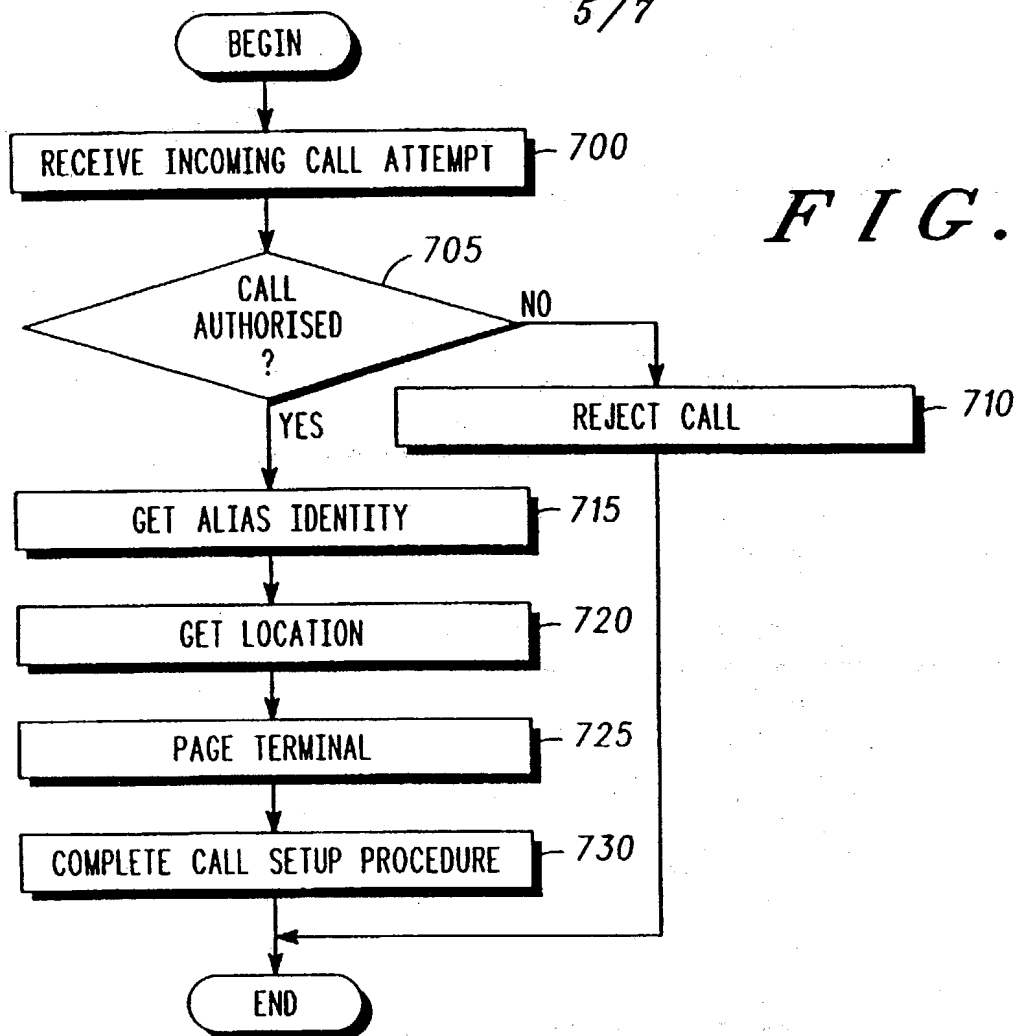 5/7
BEGIN
RECEIVE INCOMING CALL ATTEMPT
700
FIG.
705
CALL
AUTHORISED
?
NO
YES
REJECT CALL
710
GET ALIAS IDENTITY
715
GET LOCATION
720
PAGE TERMINAL
725
COMPLETE CALL SETUP PROCEDURE
730
END